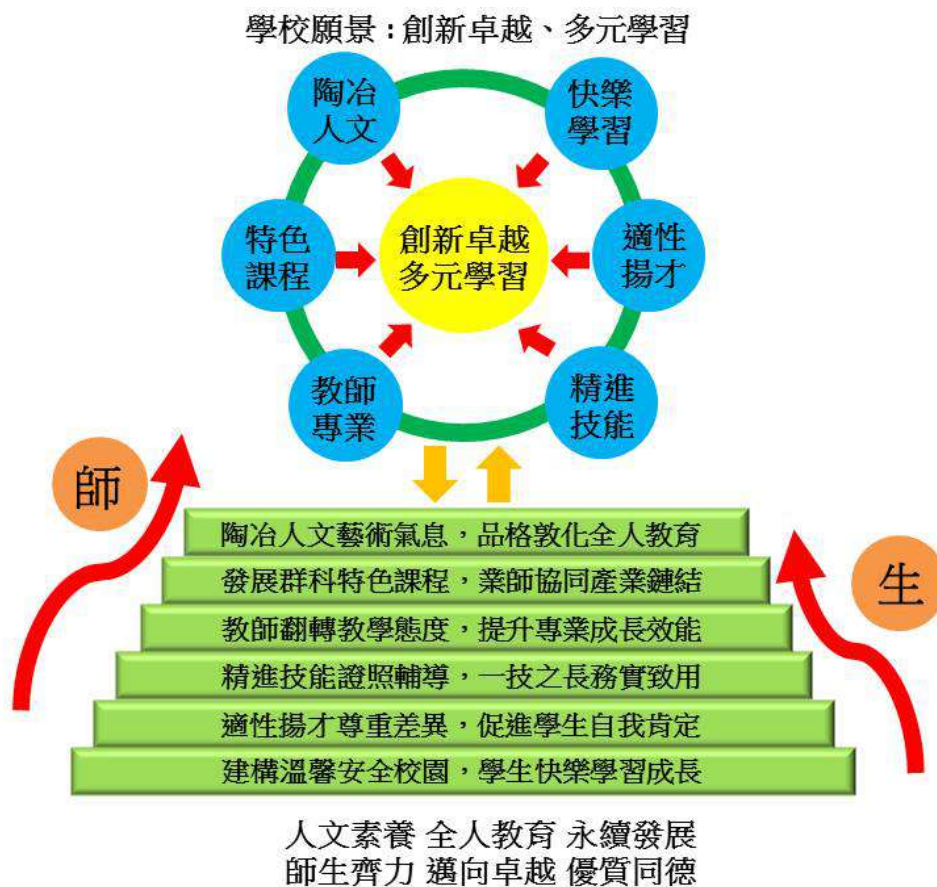 學校願景：創新卓越、多元學習
陶冶
人文
快樂
學習
特色
課程
創新卓越
多元學習
適性
揚才
教師
專業
精進
技能
師
生
陶冶人文藝術氣息，品格敦化全人教育
發展群科特色課程，業師協同產業鏈結
教師翻轉教學態度，提升專業成長效能
精進技能證照輔導，一技之長務實致用
適性揚才尊重差異，促進學生自我肯定
建構溫馨安全校園，學生快樂學習成長
人文素養 全人教育 永續發展
師生齊力 邁向卓越 優質同德